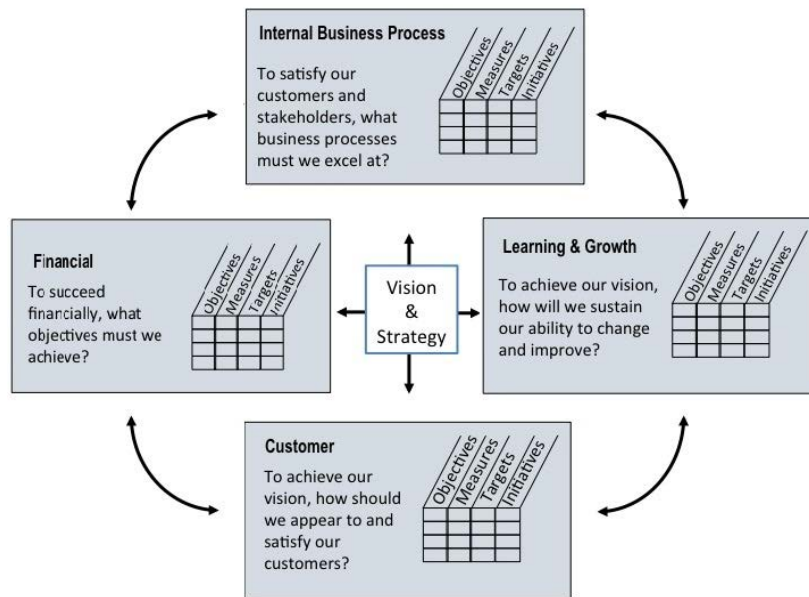 Internal Business Process
To satisfy our
customers and
stakeholders, what
business processes
must we excel at?
Objectives
Measures
Targets
Initiatives
Financial
To succeed
financially, what
objectives must we
achieve?
Objectives
Measures
Targets
Initiatives
Vision
&
Strategy
Learning & Growth
To achieve our vision,
how will we sustain
our ability to change
and improve?
Objectives
Measures
Targets
Initiatives
Customer
To achieve our
vision, how should
we appear to and
satisfy our
customers?
Objectives
Measures
Targets
Initiatives